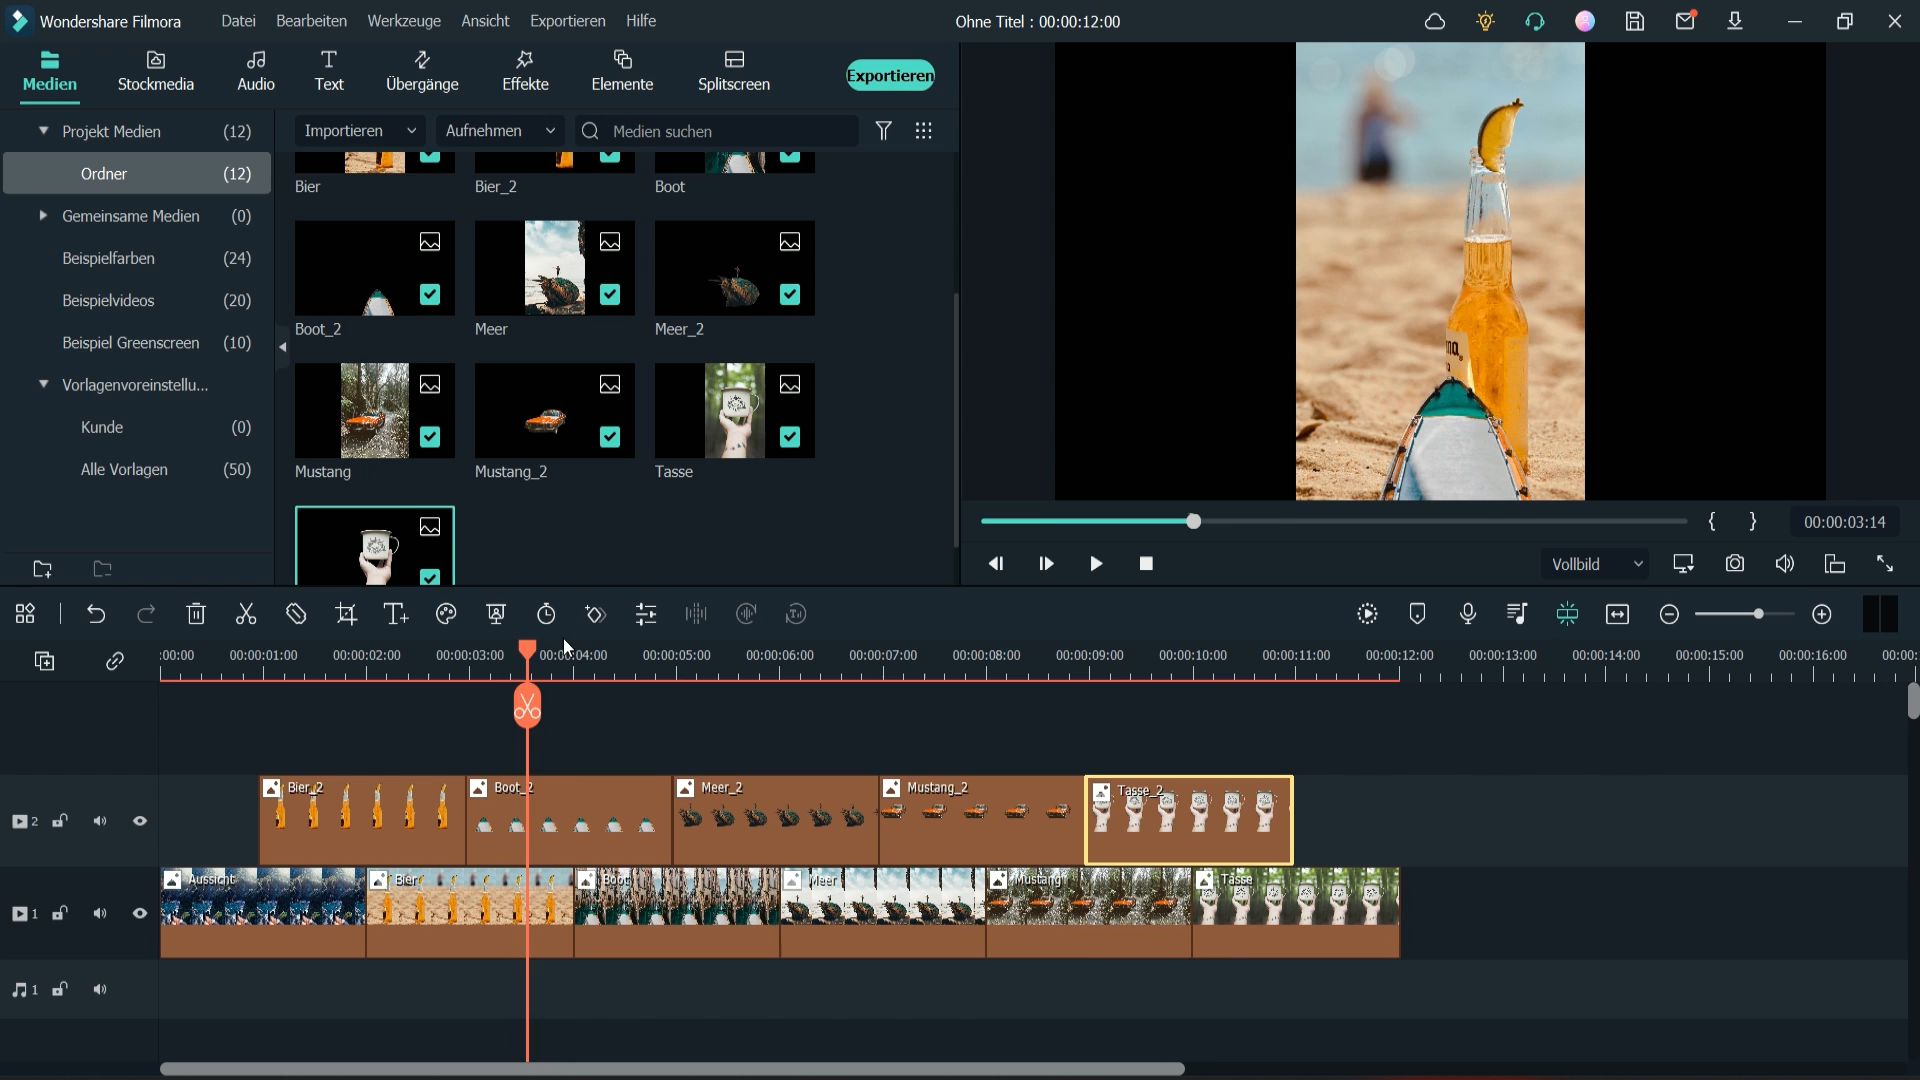 Wondershare Filmora Datei Bearbeiten Werkzeuge Ansicht Exportieren Hilfe Ohne Titel : 00:00:12:00
Medien Stockmedia Audio Text Übergänge Effekte Elemente Splitscreen Exportieren
Projekt Medien (12)
Ordner (12)
Gemeinsame Medien (0)
Beispielfarben (24)
Beispielvideos (20)
Beispiel Greenscreen (10)
Vorlagenvoreinstellu...
Kunde (0)
Alle Vorlagen (50)
Importieren Aufnehmen Medien suchen
Bier Bier_2 Boot
Boot_2 Meer Meer_2
Mustang Mustang_2 Tasse
{ } 00:00:03:14
Vollbild
:00:00 00:00:01:00 00:00:02:00 00:00:03:00 00:00:04:00 00:00:05:00 00:00:06:00 00:00:07:00 00:00:08:00 00:00:09:00 00:00:10:00 00:00:11:00 00:00:12:00 00:00:13:00 00:00:14:00 00:00:15:00 00:00:16:00 00:00:
2 Bier_2 Boot_2 Meer_2 Mustang_2 Tasse_2
1 Aussicht Bier Boot Meer Mustang Tasse
1